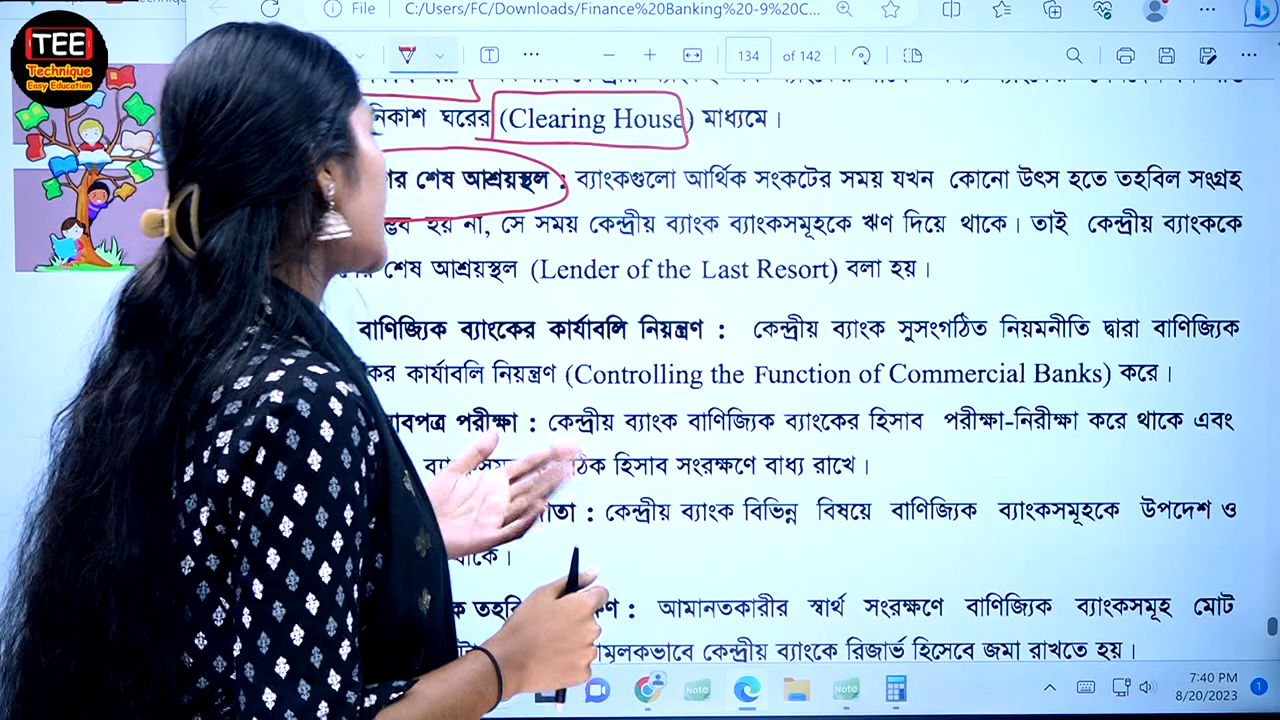 TEE
Technique
Easy Education
File C:/Users/FC/Downloads/Finance%20Banking%20-9%20C...
134 of 142
নিকাশ ঘরের (Clearing House) মাধ্যমে।
শেষ আশ্রয়স্থল : ব্যাংকগুলো আর্থিক সংকটের সময় যখন কোনো উৎস হতে তহবিল সংগ্রহ
হয় না, সে সময় কেন্দ্রীয় ব্যাংক ব্যাংকসমূহকে ঋণ দিয়ে থাকে। তাই কেন্দ্রীয় ব্যাংককে
শেষ আশ্রয়স্থল (Lender of the Last Resort) বলা হয়।
বাণিজ্যিক ব্যাংকের কার্যাবলি নিয়ন্ত্রণ : কেন্দ্রীয় ব্যাংক সুসংগঠিত নিয়মনীতি দ্বারা বাণিজ্যিক
কার্যাবলি নিয়ন্ত্রণ (Controlling the Function of Commercial Banks) করে।
পরীক্ষা : কেন্দ্রীয় ব্যাংক বাণিজ্যিক ব্যাংকের হিসাব পরীক্ষা-নিরীক্ষা করে থাকে এবং
হিসাব সংরক্ষণে বাধ্য রাখে।
: কেন্দ্রীয় ব্যাংক বিভিন্ন বিষয়ে বাণিজ্যিক ব্যাংকসমূহকে উপদেশ ও
থাকে।
: আমানতকারীর স্বার্থ সংরক্ষণে বাণিজ্যিক ব্যাংকসমূহ মোট
কেন্দ্রীয় ব্যাংকে রিজার্ভ হিসেবে জমা রাখতে হয়।
Note Note
7:40 PM
8/20/2023
1